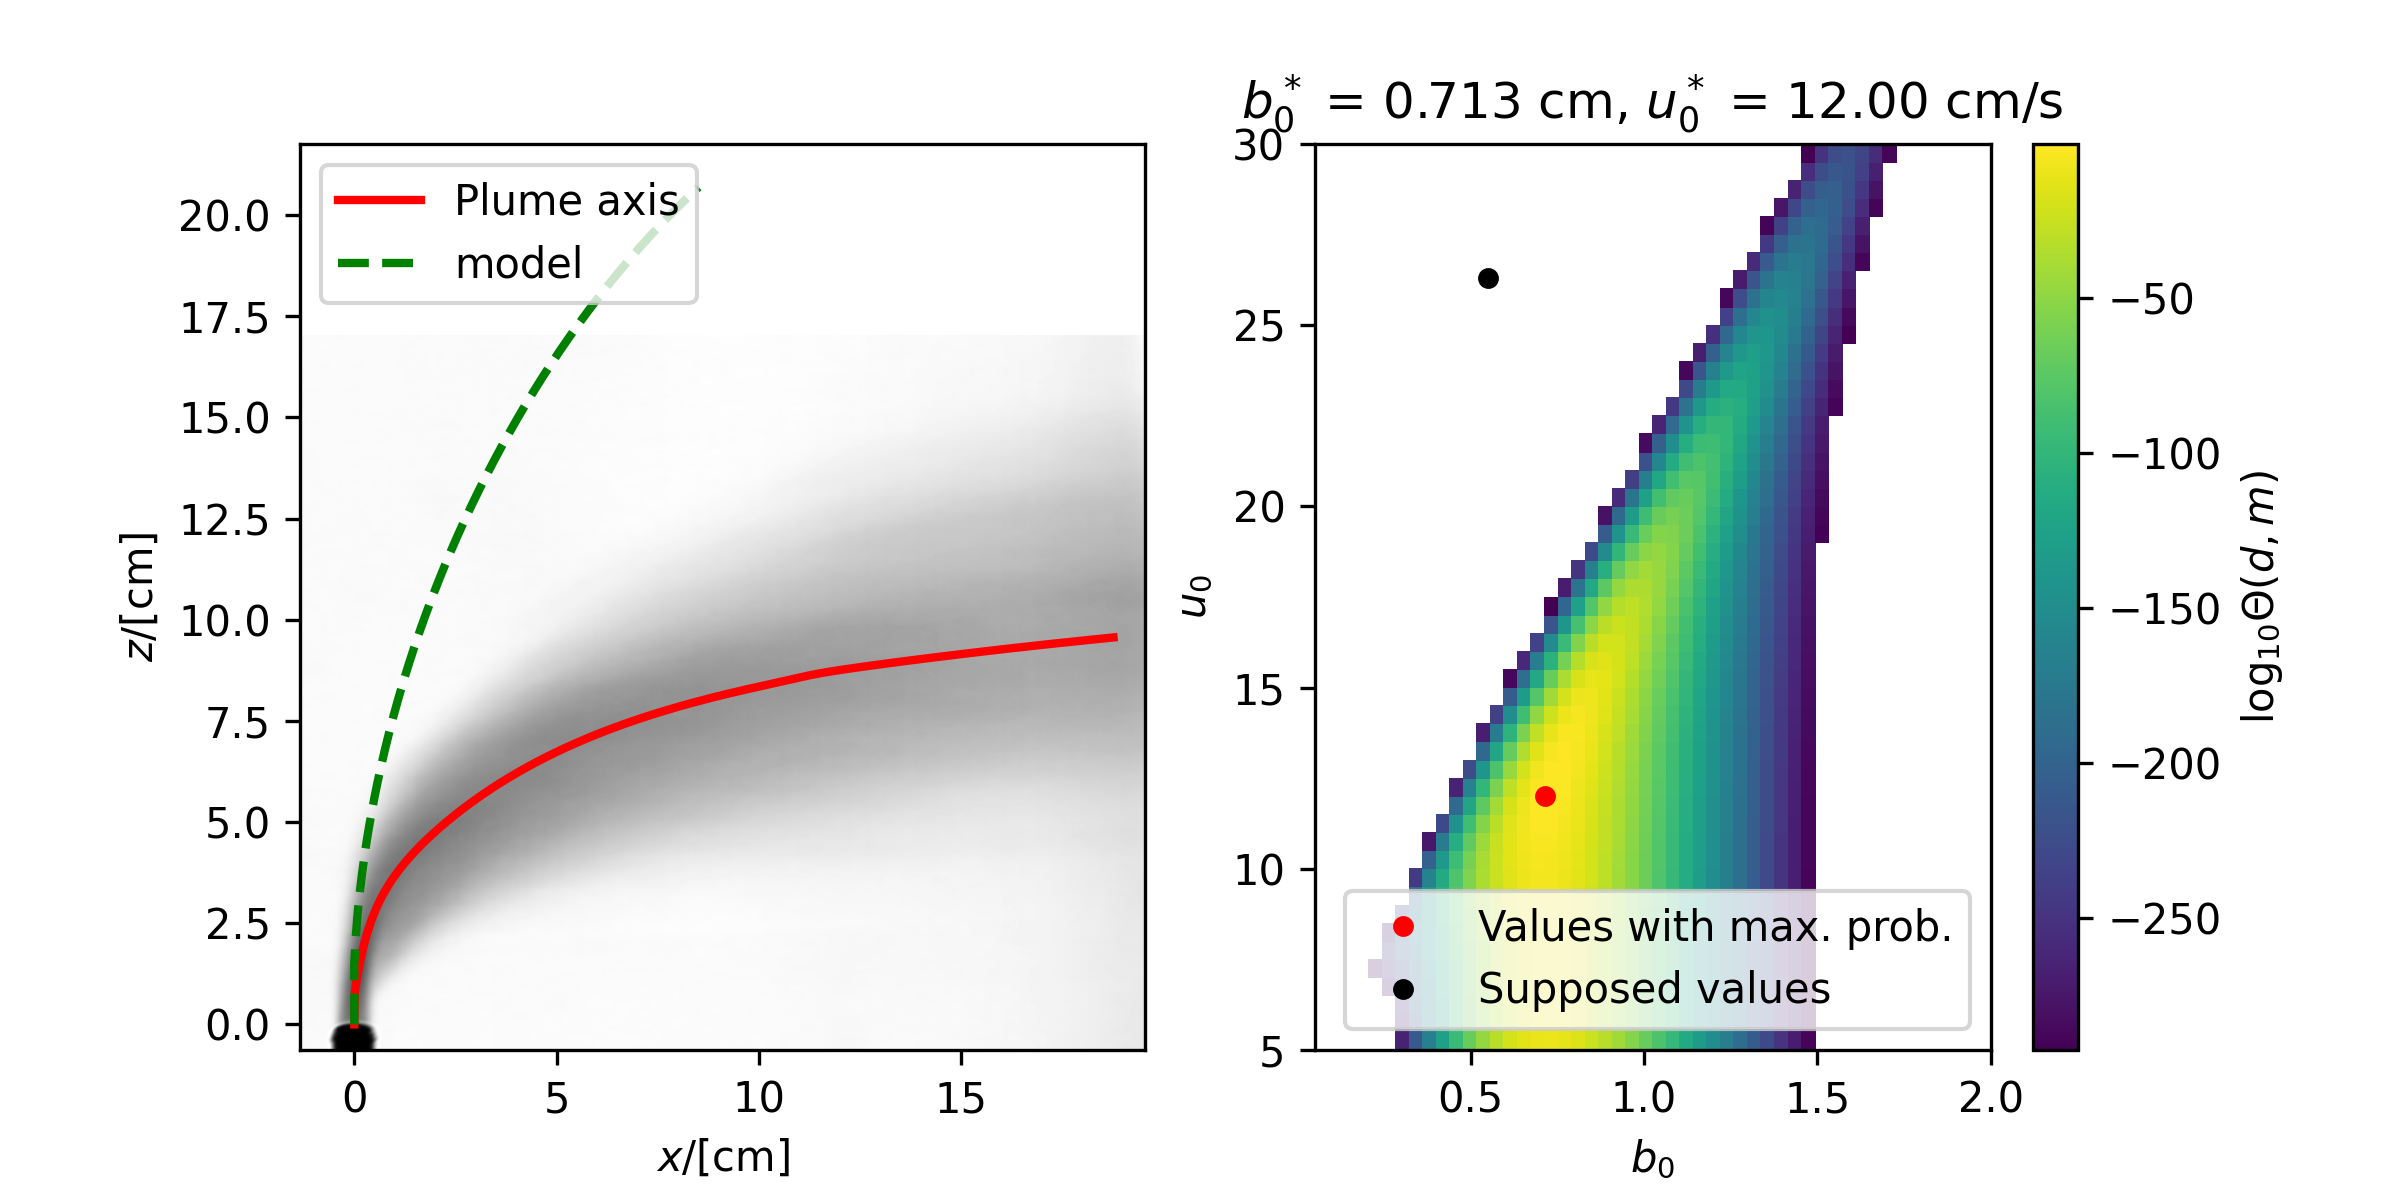 Plume axis
model
20.0
17.5
15.0
12.5
10.0
7.5
5.0
2.5
0.0
z/[cm]
0 5 10 15
x/[cm]
b₀* = 0.713 cm, u₀* = 12.00 cm/s
30
25
20
15
10
5
u₀
Values with max. prob.
Supposed values
0.5 1.0 1.5 2.0
b₀
−50
−100
−150
−200
−250
log₁₀Θ(d, m)